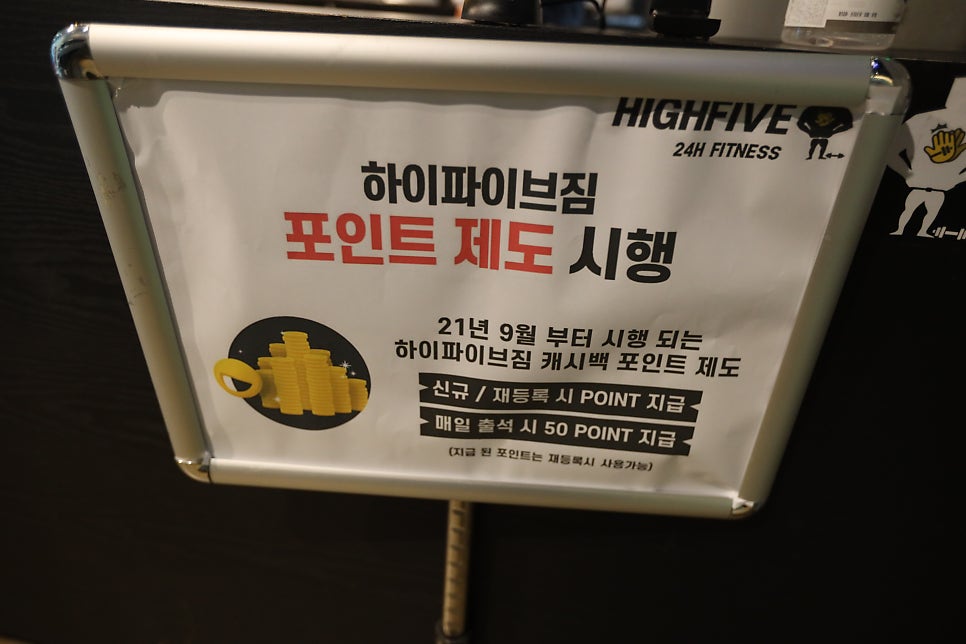 HIGHFIVE
24H FITNESS
하이파이브짐
포인트 제도 시행
21년 9월 부터 시행 되는
하이파이브짐 캐시백 포인트 제도
신규 / 재등록 시 POINT 지급
매일 출석 시 50 POINT 지급
(지급 된 포인트는 재등록시 사용가능)